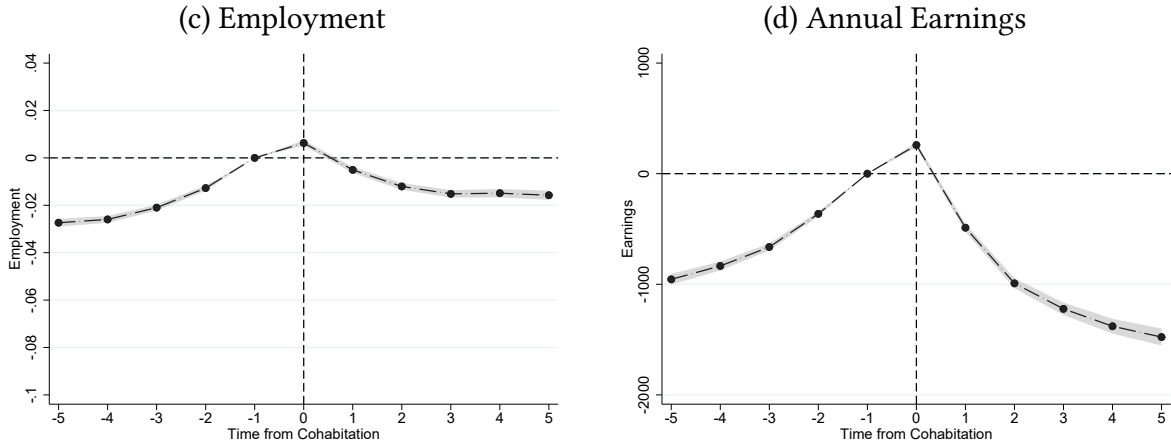 (c) Employment
.04
.02
0
-.02
-.04
-.06
-.08
-.1
Employment
-5 -4 -3 -2 -1 0 1 2 3 4 5
Time from Cohabitation
(d) Annual Earnings
1000
0
-1000
-2000
Earnings
-5 -4 -3 -2 -1 0 1 2 3 4 5
Time from Cohabitation